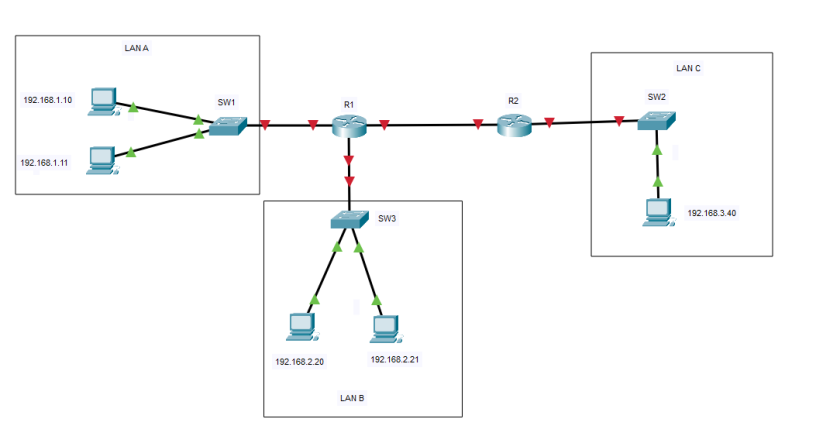 LAN A
192.168.1.10
SW1
192.168.1.11
R1
R2
LAN C
SW2
192.168.3.40
SW3
192.168.2.20
192.168.2.21
LAN B